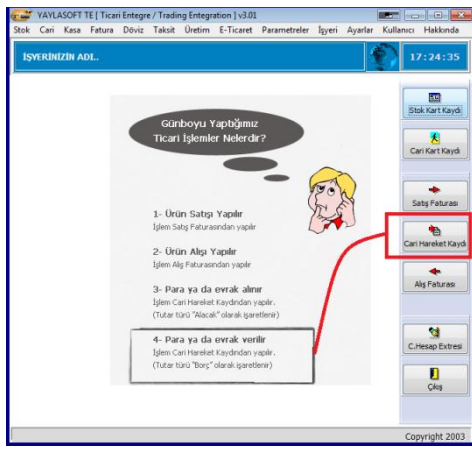 YAYLASOFT TE [ Ticari Entegre / Trading Entegration ] v3.01
Stok Cari Kasa Fatura Döviz Taksit Üretim E-Ticaret Parametreler İşyeri Ayarlar Kullanıcı Hakkında
İŞYERİNİZİN ADI..
17:24:35
Günboyu Yaptığımız
Ticari İşlemler Nelerdir?
1- Ürün Satışı Yapılır
İşlem Satış Faturasından yapılır
2- Ürün Alışı Yapılır
İşlem Alış Faturasından yapılır
3- Para ya da evrak alınır
İşlem Cari Hareket Kaydından yapılır.
(Tutar türü "Alacak" olarak işaretlenir)
4- Para ya da evrak verilir
İşlem Cari Hareket Kaydından yapılır.
(Tutar türü "Borç" olarak işaretlenir)
Stok Kart Kaydı
Cari Kart Kaydı
Satış Faturası
Cari Hareket Kaydı
Alış Faturası
C.Hesap Extresi
Çıkış
Copyright 2003